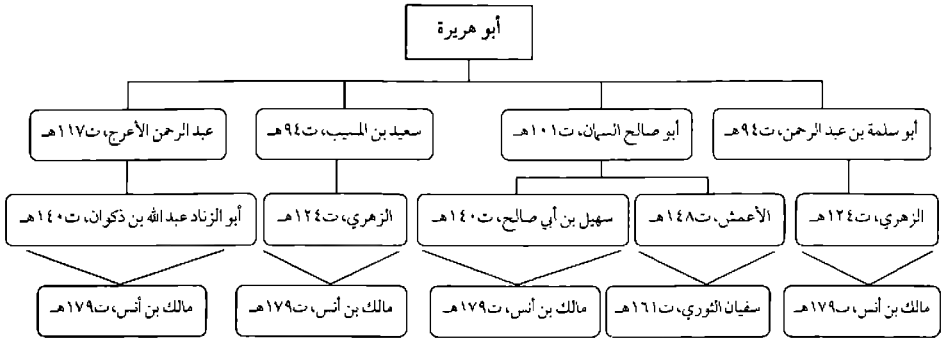 أبو هريرة
أبو سلمة بن عبد الرحمن، ت٩٤هـ
أبو صالح السمان، ت١٠١هـ
سعيد بن المسيب، ت٩٤هـ
عبد الرحمن الأعرج، ت١١٧هـ
الزهري، ت١٢٤هـ
الأعمش، ت١٤٨هـ
سهيل بن أبي صالح، ت١٤٠هـ
الزهري، ت١٢٤هـ
أبو الزناد عبد الله بن ذكوان، ت١٤٠هـ
مالك بن أنس، ت١٧٩هـ
سفيان الثوري، ت١٦١هـ
مالك بن أنس، ت١٧٩هـ
مالك بن أنس، ت١٧٩هـ
مالك بن أنس، ت١٧٩هـ